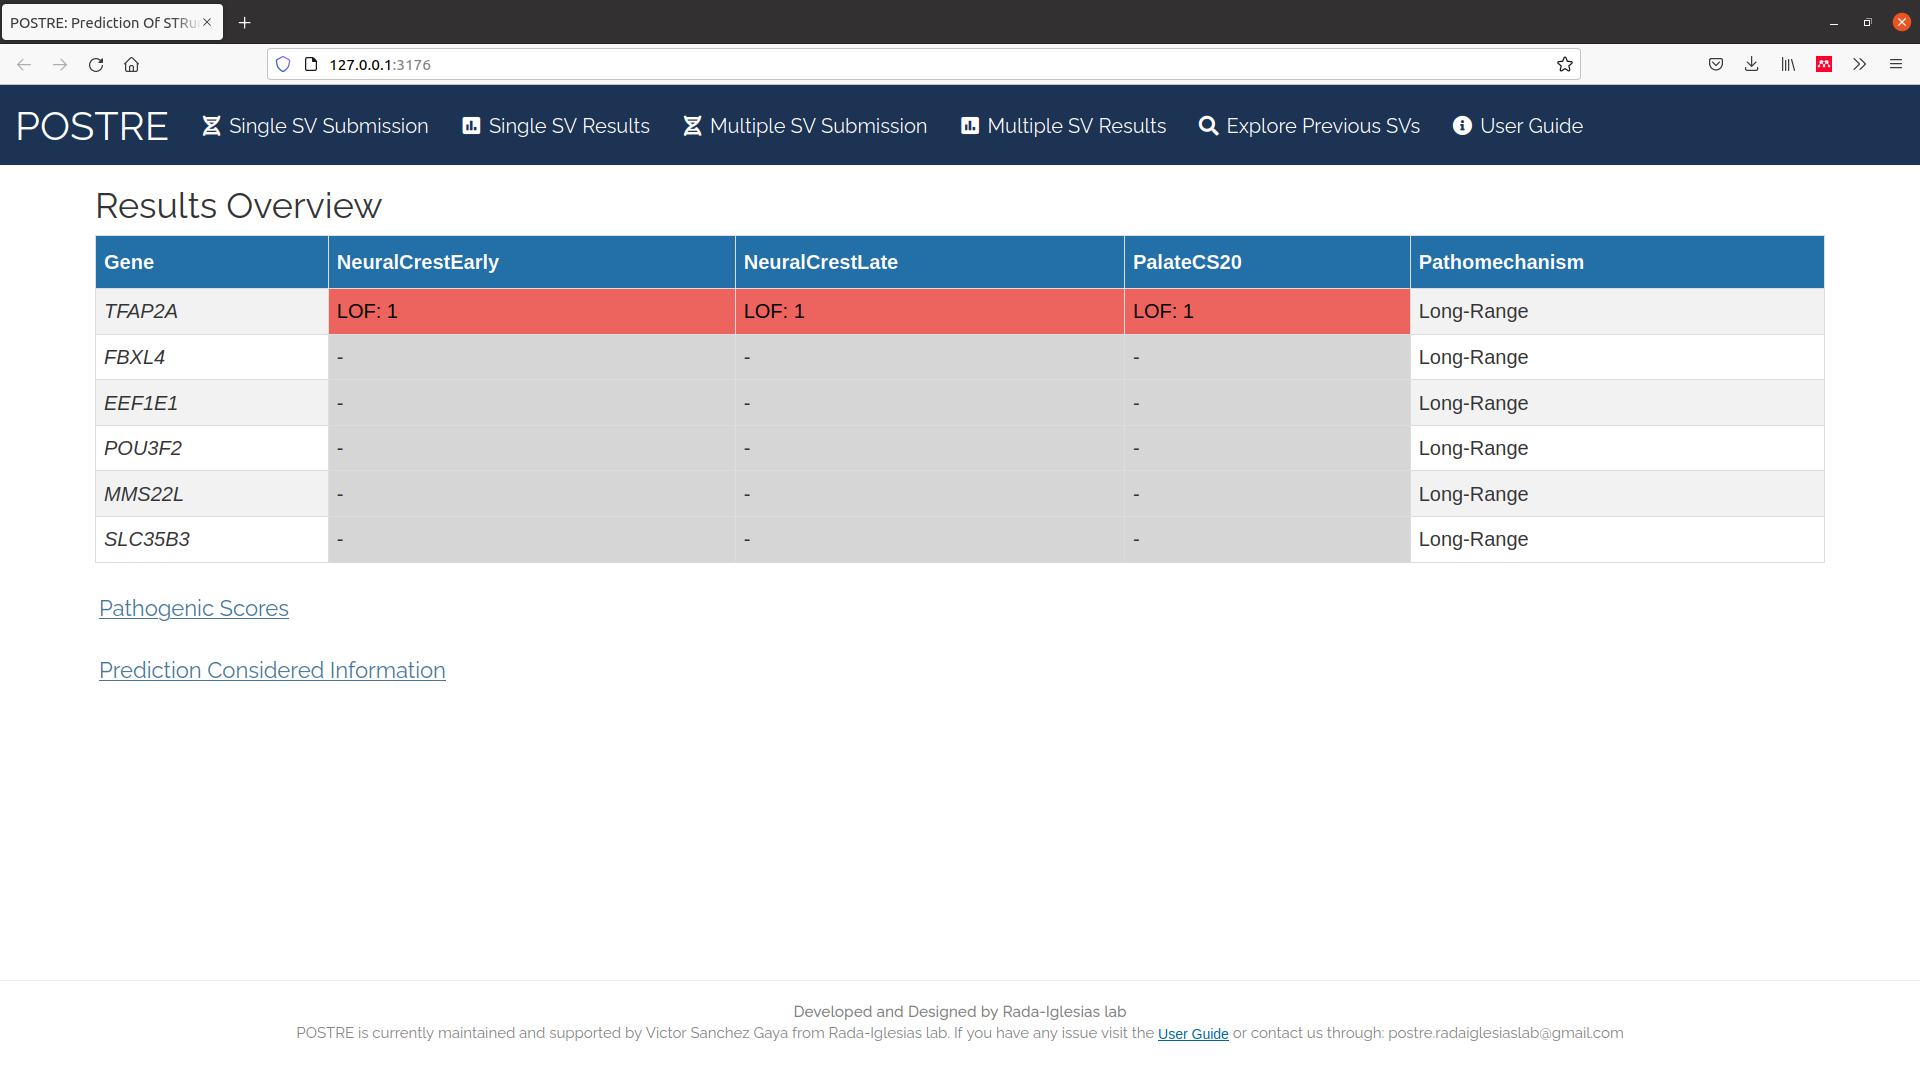 POSTRE: Prediction Of STRu
127.0.0.1:3176
POSTRE Single SV Submission Single SV Results Multiple SV Submission Multiple SV Results Explore Previous SVs User Guide
Results Overview
Gene NeuralCrestEarly NeuralCrestLate PalateCS20 Pathomechanism
TFAP2A LOF: 1 LOF: 1 LOF: 1 Long-Range
FBXL4 - - - Long-Range
EEF1E1 - - - Long-Range
POU3F2 - - - Long-Range
MMS22L - - - Long-Range
SLC35B3 - - - Long-Range
Pathogenic Scores
Prediction Considered Information
Developed and Designed by Rada-Iglesias lab
POSTRE is currently maintained and supported by Victor Sanchez Gaya from Rada-Iglesias lab. If you have any issue visit the User Guide or contact us through: postre.radaiglesiaslab@gmail.com